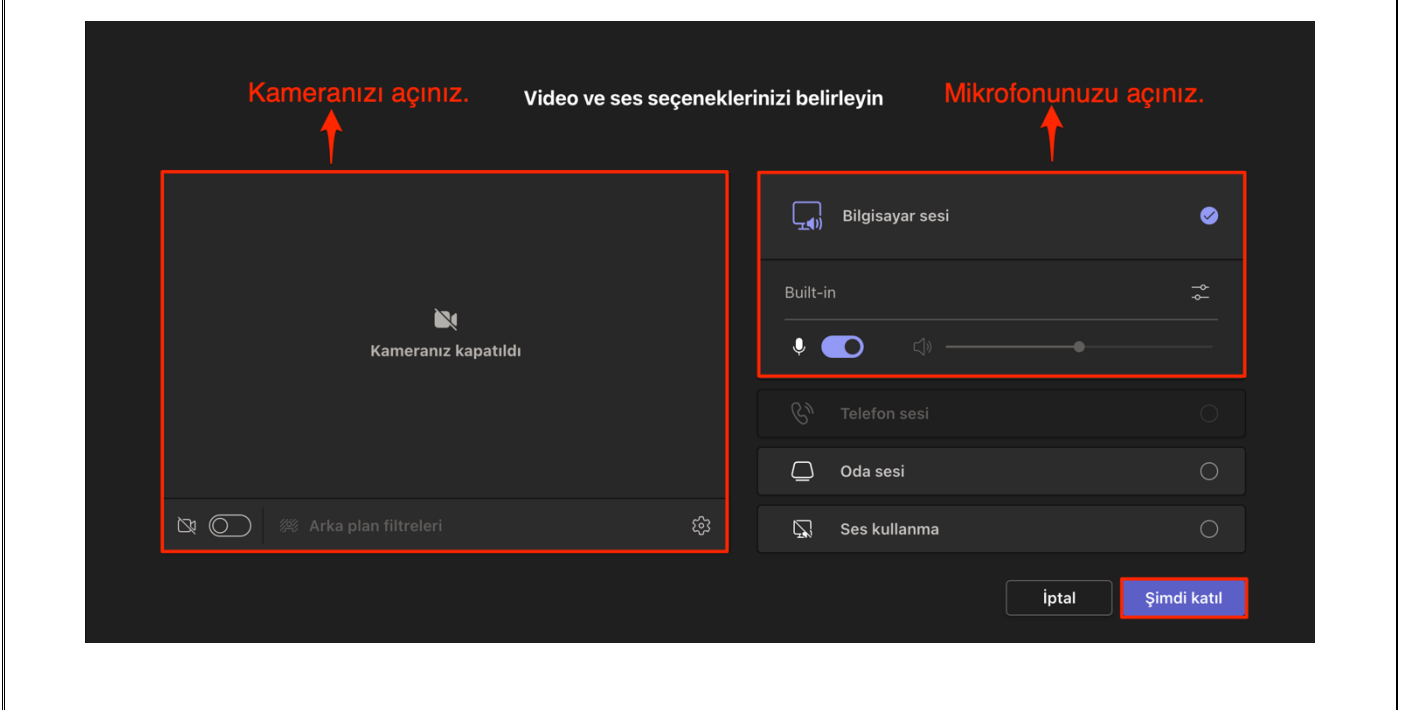 Kameranızı açınız.
Video ve ses seçeneklerinizi belirleyin
Mikrofonunuzu açınız.
Kameranız kapatıldı
Arka plan filtreleri
Bilgisayar sesi
Built-in
Telefon sesi
Oda sesi
Ses kullanma
İptal
Şimdi katıl